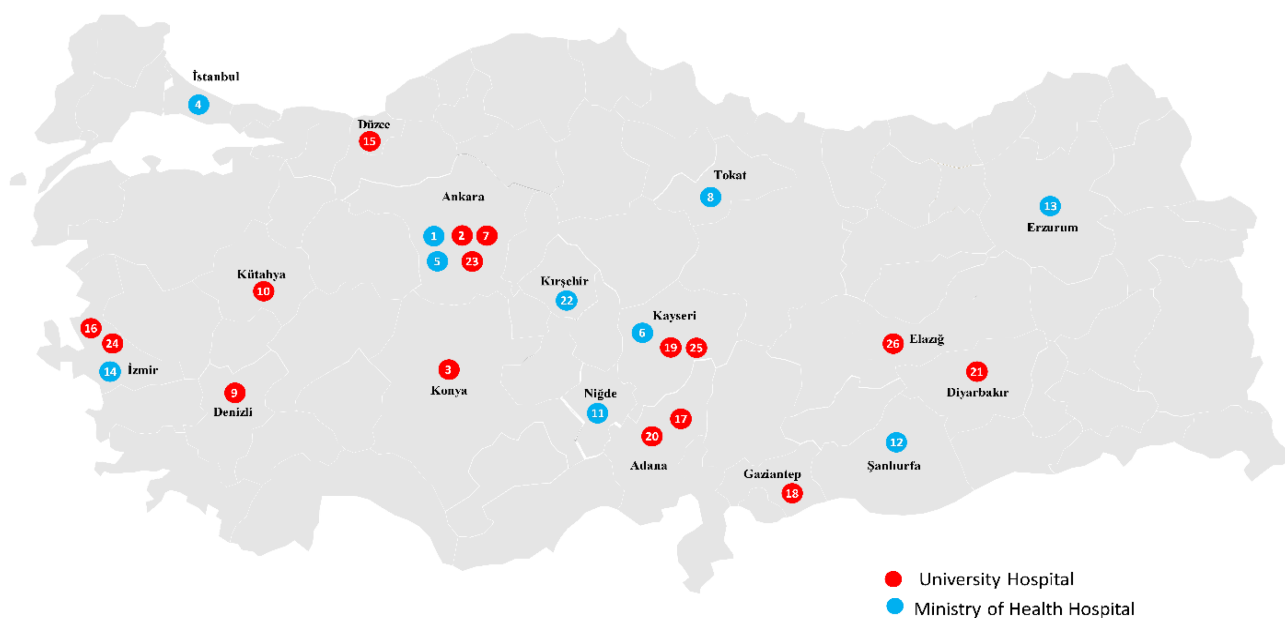 İstanbul
4
Düzce
15
Tokat
8
Ankara
1 2 7
5 23
13
Erzurum
Kütahya
10
Kırşehir
22
Kayseri
6
19 25
16
24
14 İzmir
26 Elazığ
21
Diyarbakır
3
Konya
9
Denizli
Niğde
11
17
20
Adana
12
Şanlıurfa
Gaziantep
18
University Hospital
Ministry of Health Hospital